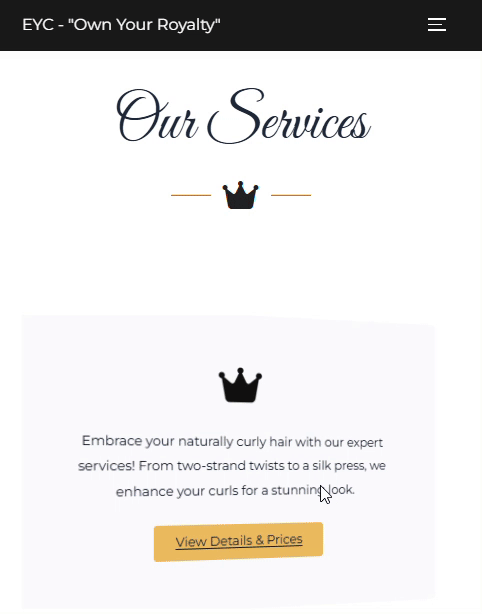 EYC - "Own Your Royalty"
Our Services
Embrace your naturally curly hair with our expert
services! From two-strand twists to a silk press, we
enhance your curls for a stunning look.
View Details & Prices